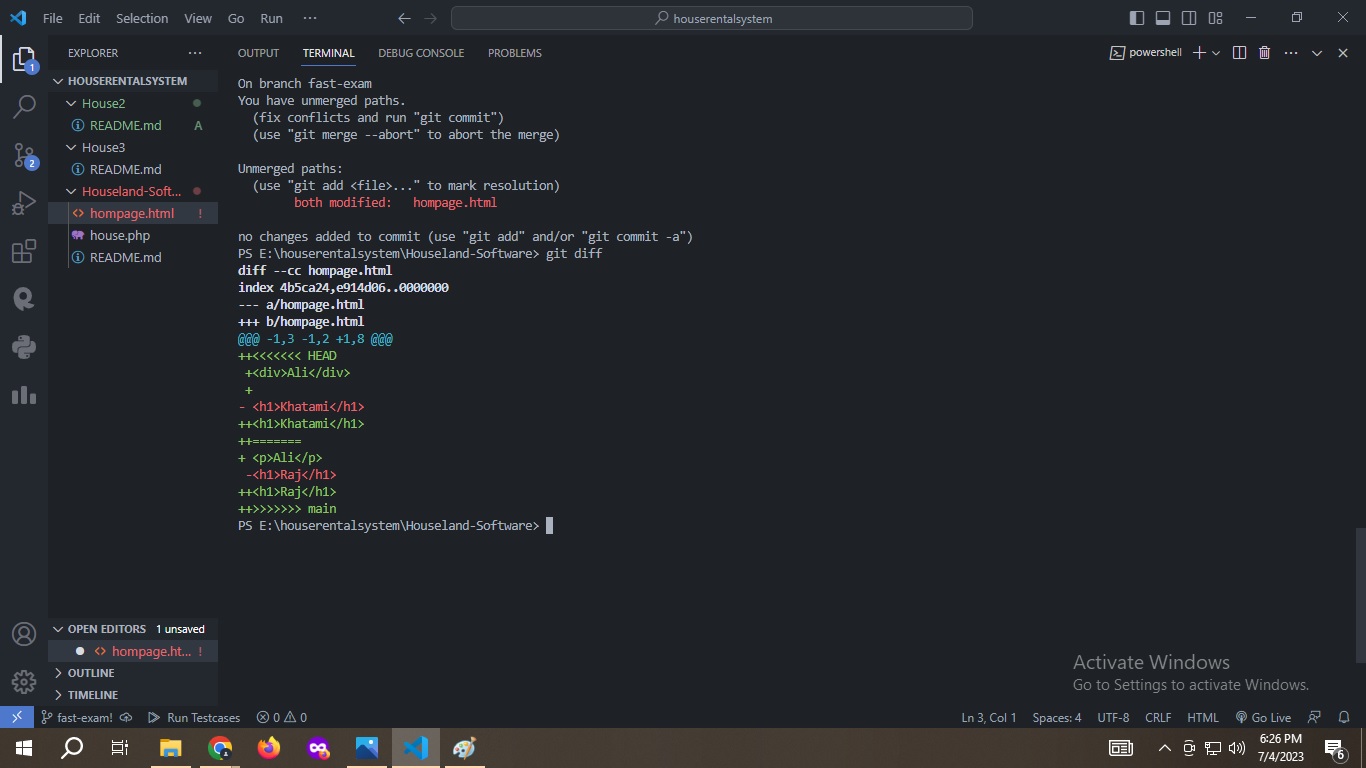 File Edit Selection View Go Run ··· houserentalsystem
EXPLORER ···
HOUSERENTALSYSTEM
House2
README.md A
House3
README.md
Houseland-Soft...
hompage.html !
house.php
README.md
OPEN EDITORS 1 unsaved
hompage.ht... !
OUTLINE
TIMELINE
1
2
OUTPUT TERMINAL DEBUG CONSOLE PROBLEMS powershell
On branch fast-exam
You have unmerged paths.
(fix conflicts and run "git commit")
(use "git merge --abort" to abort the merge)
Unmerged paths:
(use "git add <file>..." to mark resolution)
both modified: hompage.html
no changes added to commit (use "git add" and/or "git commit -a")
PS E:\houserentalsystem\Houseland-Software> git diff
diff --cc hompage.html
index 4b5ca24,e914d06..0000000
--- a/hompage.html
+++ b/hompage.html
@@@ -1,3 -1,2 +1,8 @@@
++<<<<<<< HEAD
 +<div>Ali</div>
 +
- <h1>Khatami</h1>
++<h1>Khatami</h1>
++=======
+ <p>Ali</p>
 -<h1>Raj</h1>
++<h1>Raj</h1>
++>>>>>>> main
PS E:\houserentalsystem\Houseland-Software>
Activate Windows
Go to Settings to activate Windows.
fast-exam! Run Testcases 0 0 Ln 3, Col 1 Spaces: 4 UTF-8 CRLF HTML Go Live
6:26 PM
7/4/2023
6